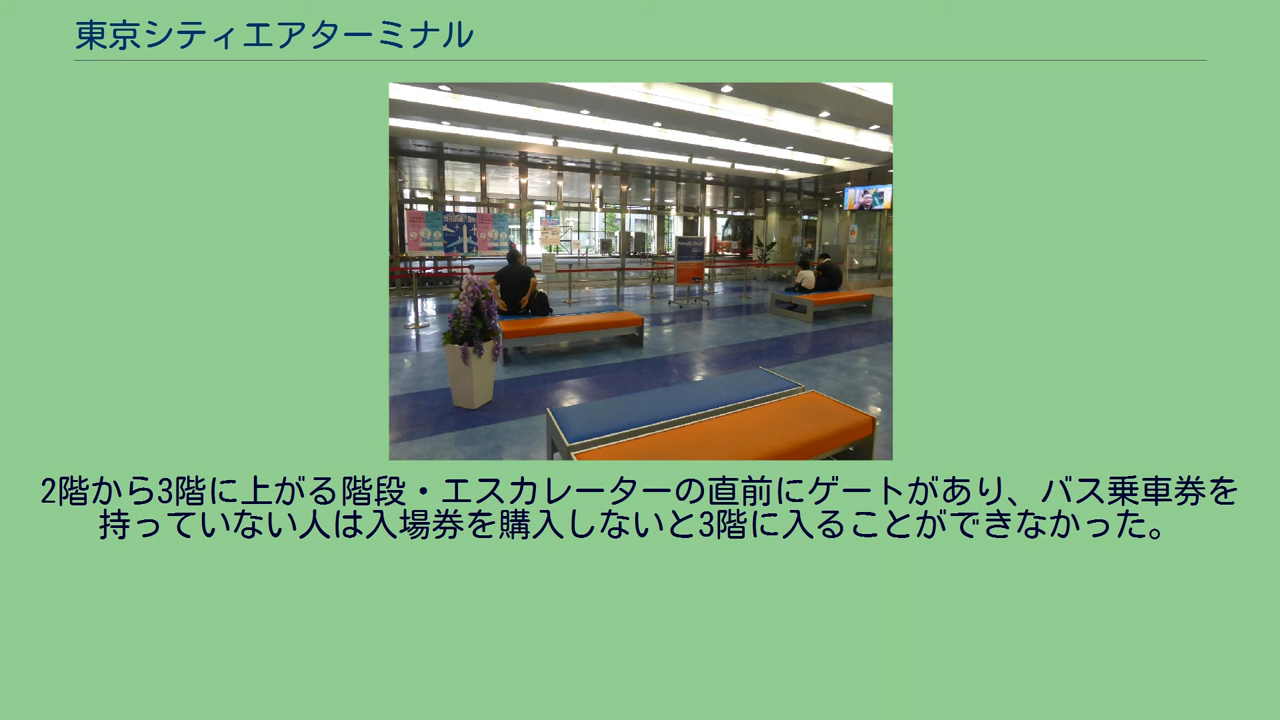 東京シティエアターミナル
2階から3階に上がる階段・エスカレーターの直前にゲートがあり、バス乗車券を
持っていない人は入場券を購入しないと3階に入ることができなかった。